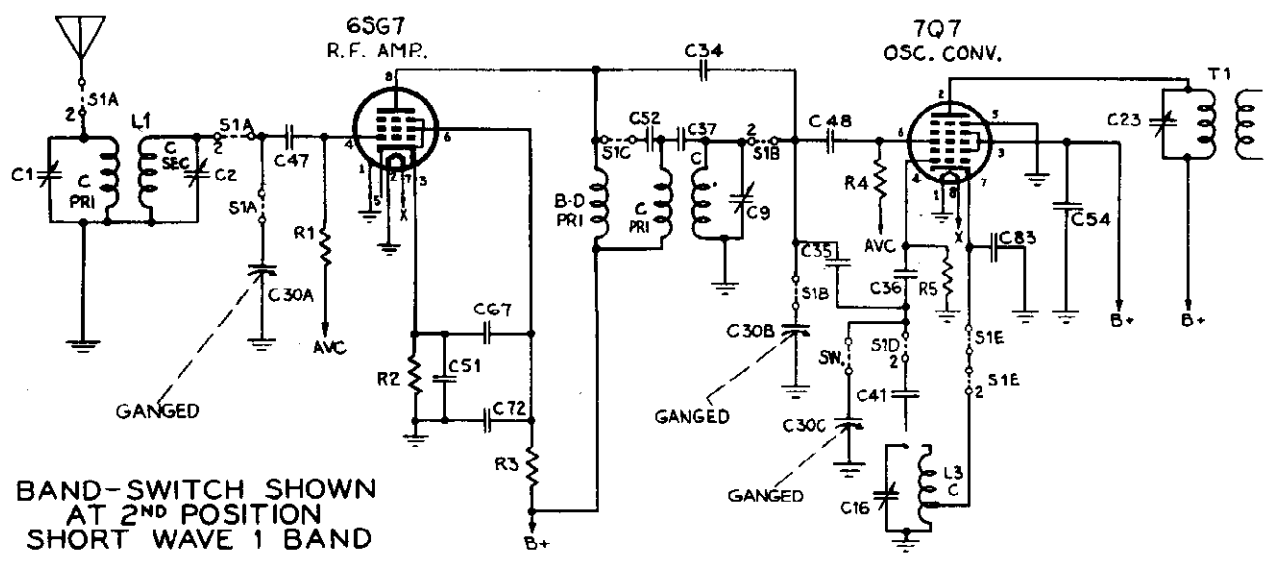 6SG7
R.F. AMP.
7Q7
OSC. CONV.
C34
T1
8
2
S1A
2
L1
S1A
2
C47
4
6
C52
C37
2
S1B
C48
6
5
3
C23
C1
C
PRI
C
SEC
C2
S1A
1
5
2
7
3
X
S1C
B-D
PRI
C
PRI
C
C9
R4
4
1
8
7
X
C54
R1
AVC
C35
C36
R5
C83
C30A
AVC
C67
S1B
C30B
B+
B+
R2
C51
SW.
S1D
2
S1E
S1E
2
GANGED
C72
GANGED
C30C
C41
R3
GANGED
C16
L3
C
B+
BAND-SWITCH SHOWN
AT 2ND POSITION
SHORT WAVE 1 BAND